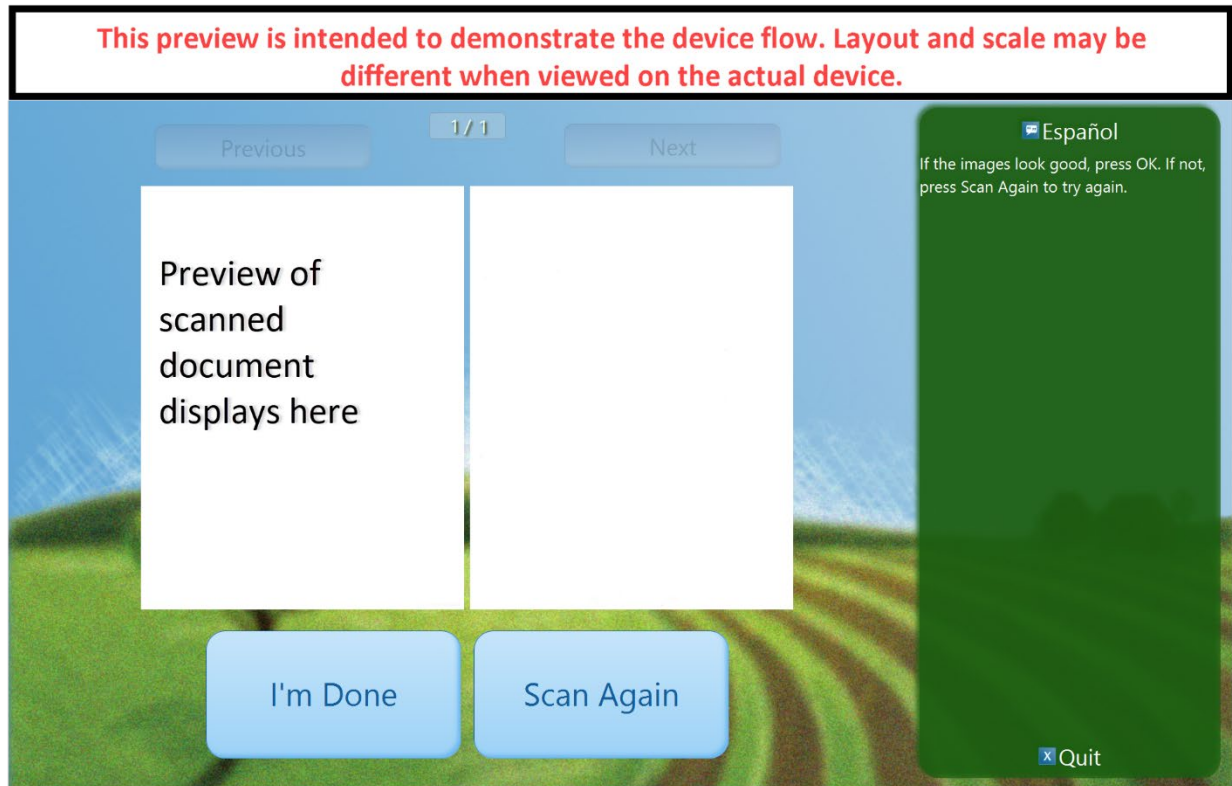 This preview is intended to demonstrate the device flow. Layout and scale may be
different when viewed on the actual device.
Previous
1 / 1
Next
Preview of
scanned
document
displays here
I'm Done
Scan Again
Español
If the images look good, press OK. If not,
press Scan Again to try again.
X Quit